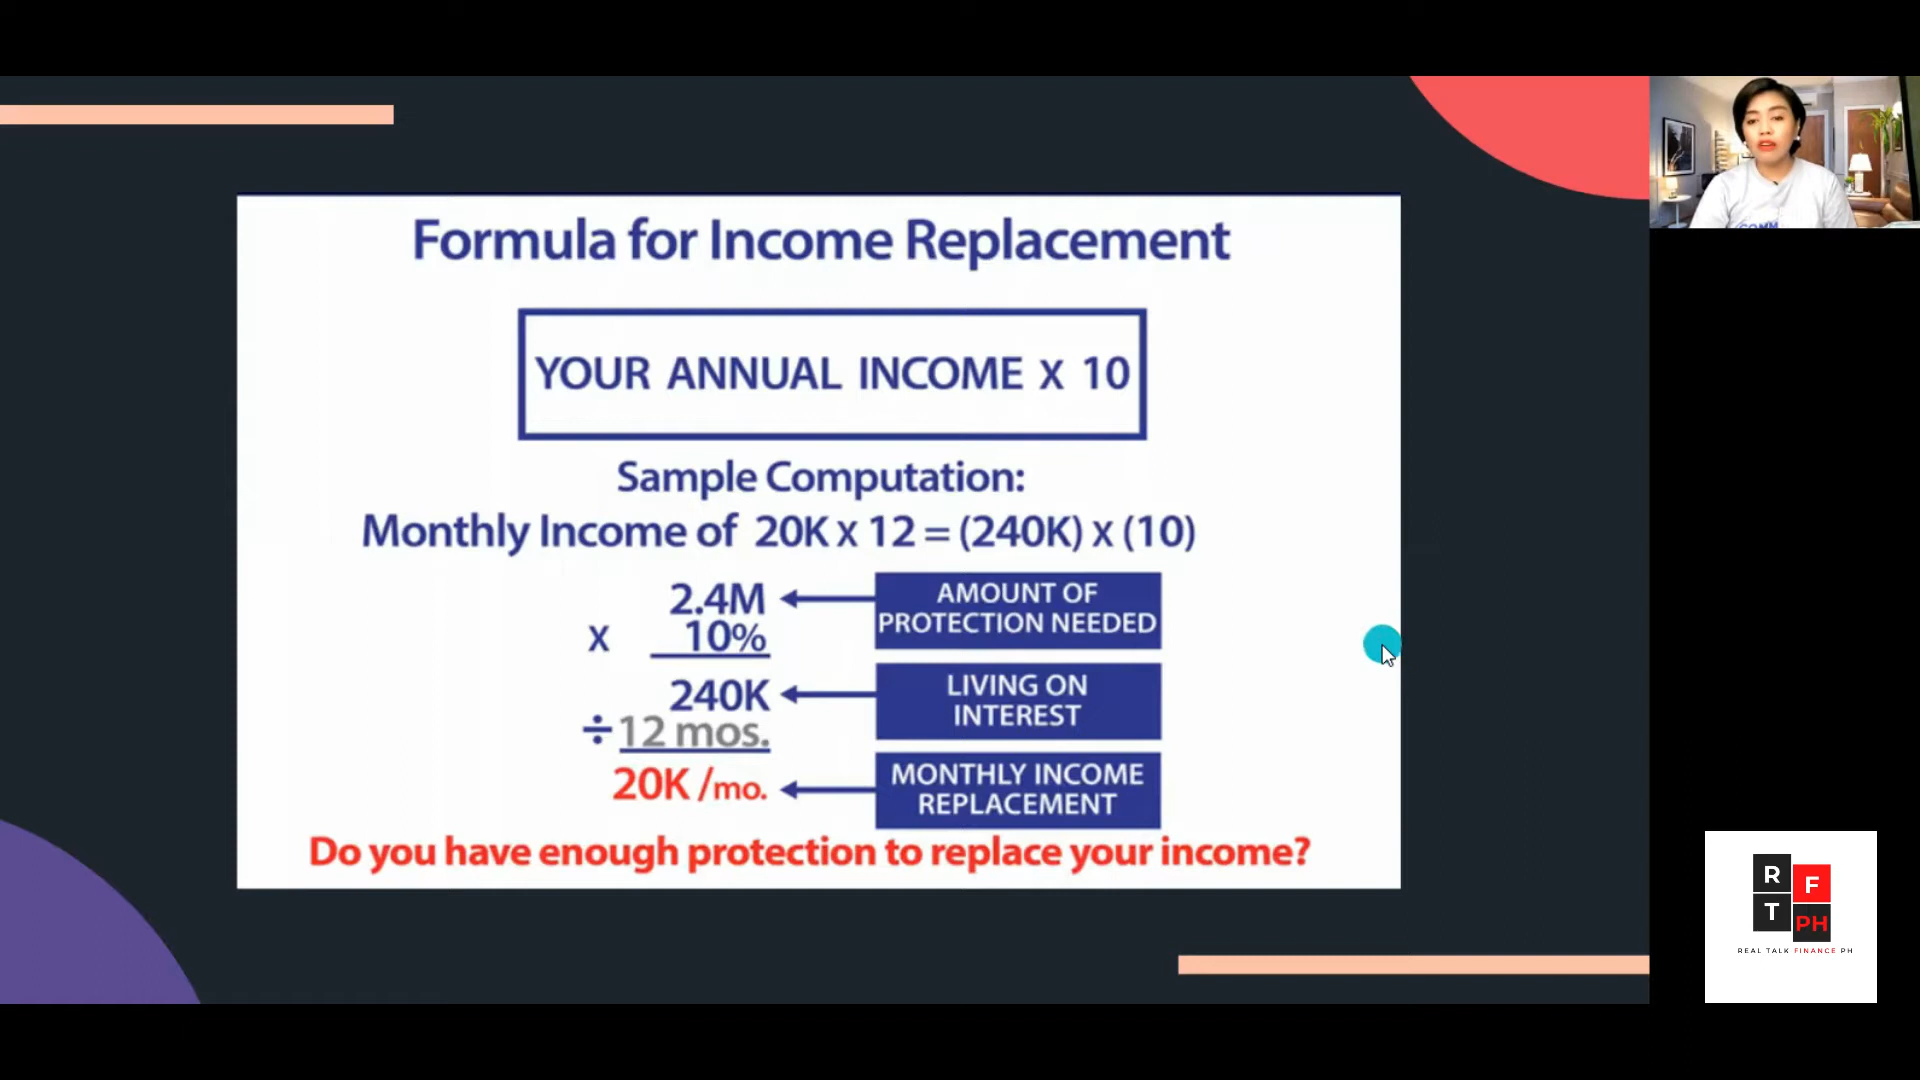 Formula for Income Replacement
YOUR ANNUAL INCOME X 10
Sample Computation:
Monthly Income of 20K X 12 = (240K) X (10)
2.4M
AMOUNT OF
PROTECTION NEEDED
X 10%
240K
LIVING ON
INTEREST
÷ 12 mos.
20K /mo.
MONTHLY INCOME
REPLACEMENT
Do you have enough protection to replace your income?
R F
T PH
REAL TALK FINANCE PH